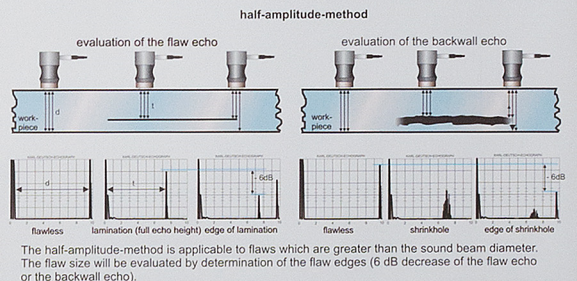 half-amplitude-method
evaluation of the flaw echo
evaluation of the backwall echo
d
t
work-
piece
work-
piece
d
t
- 6dB
- 6dB
flawless
lamination (full echo height)
edge of lamination
flawless
shrinkhole
edge of shrinkhole
The half-amplitude-method is applicable to flaws which are greater than the sound beam diameter.
The flaw size will be evaluated by determination of the flaw edges (6 dB decrease of the flaw echo
or the backwall echo).